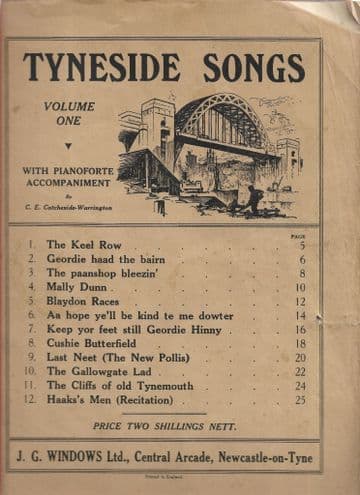 TYNESIDE SONGS
VOLUME
ONE
WITH PIANOFORTE
ACCOMPANIMENT
By
C. E. Catcheside-Warrington
PAGE
1. The Keel Row . . . . . . 5
2. Geordie haad the bairn . . . . 6
3. The paanshop bleezin' . . . . 8
4. Mally Dunn . . . . . . 10
5. Blaydon Races . . . . . 12
6. Aa hope ye'll be kind te me dowter . . 14
7. Keep yor feet still Geordie Hinny . . 16
8. Cushie Butterfield . . . . . 18
9. Last Neet (The New Pollis) . . . 20
10. The Gallowgate Lad . . . . 22
11. The Cliffs of old Tynemouth . . . 24
12. Haaks's Men (Recitation) . . . 25
PRICE TWO SHILLINGS NETT.
J. G. WINDOWS Ltd., Central Arcade, Newcastle-on-Tyne
Printed in England